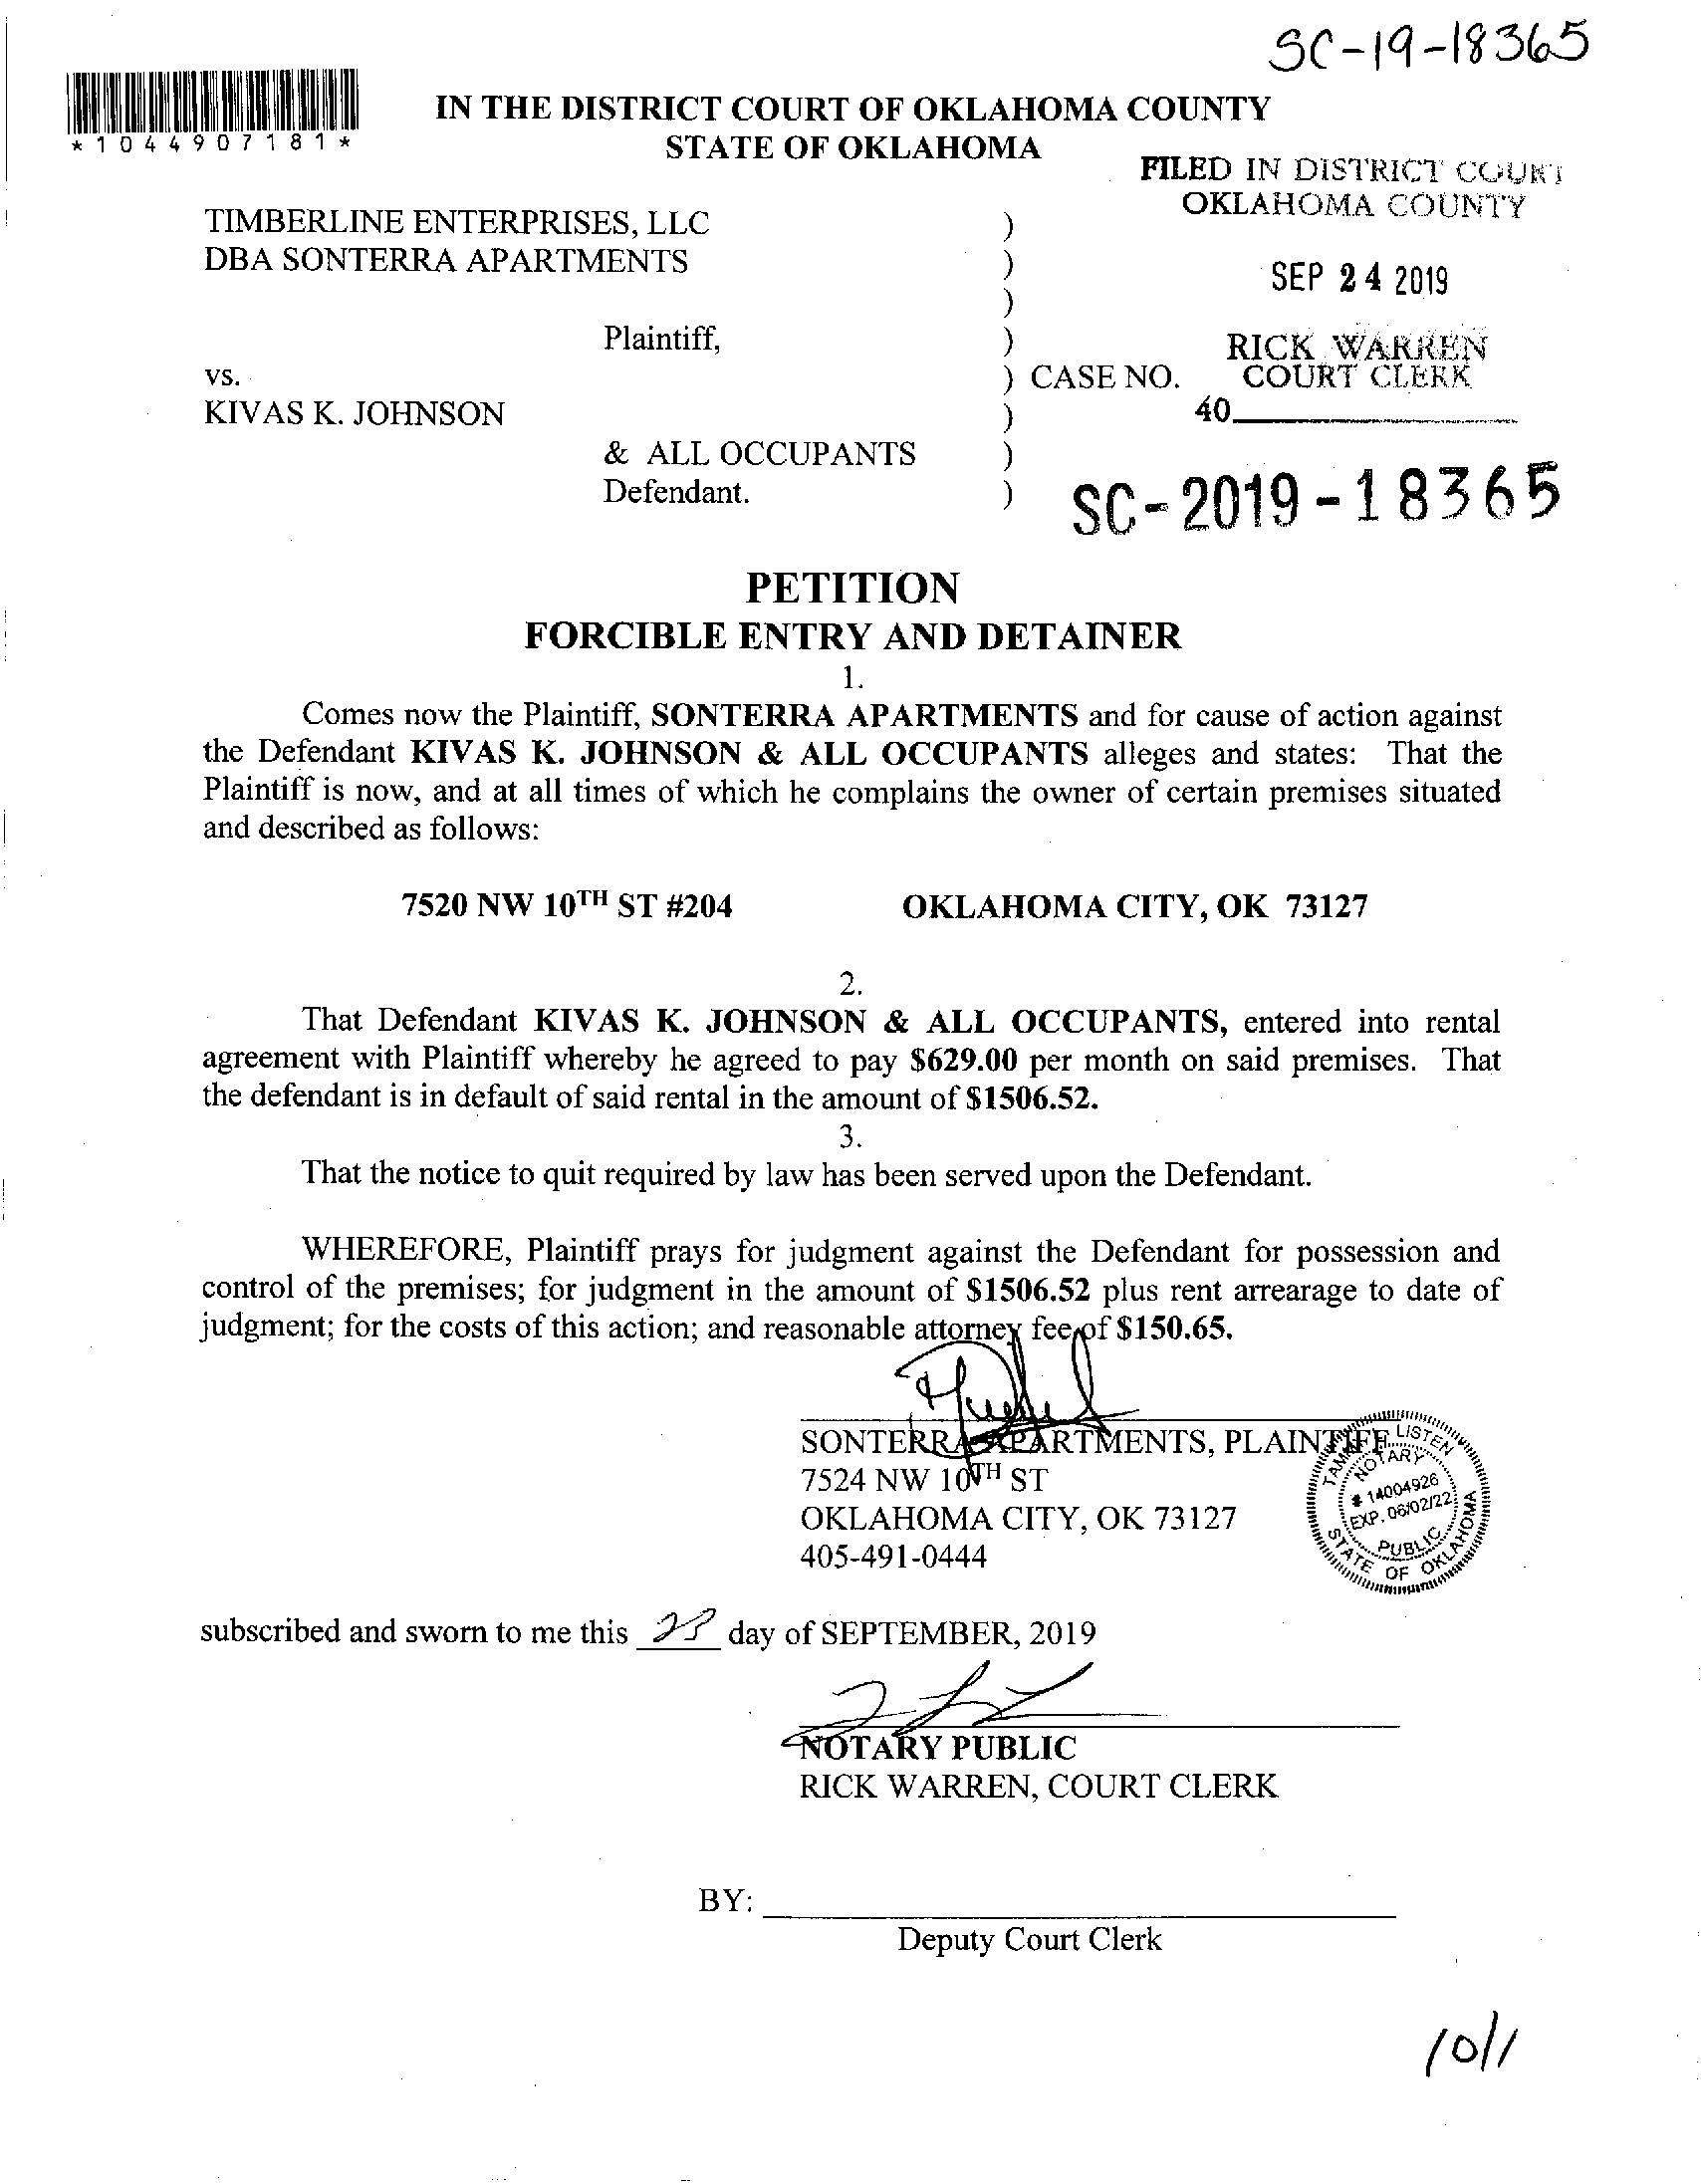 SC-19-18365
*1044907181*
IN THE DISTRICT COURT OF OKLAHOMA COUNTY
STATE OF OKLAHOMA
FILED IN DISTRICT COURT
OKLAHOMA COUNTY
TIMBERLINE ENTERPRISES, LLC )
DBA SONTERRA APARTMENTS )
SEP 24 2019
)
Plaintiff, )
RICK WARREN
vs. ) CASE NO. COURT CLERK
KIVAS K. JOHNSON )
40
& ALL OCCUPANTS )
Defendant. )
SC-2019-18365
PETITION
FORCIBLE ENTRY AND DETAINER
1.
Comes now the Plaintiff, SONTERRA APARTMENTS and for cause of action against
the Defendant KIVAS K. JOHNSON & ALL OCCUPANTS alleges and states: That the
Plaintiff is now, and at all times of which he complains the owner of certain premises situated
and described as follows:
7520 NW 10TH ST #204 OKLAHOMA CITY, OK 73127
2.
That Defendant KIVAS K. JOHNSON & ALL OCCUPANTS, entered into rental
agreement with Plaintiff whereby he agreed to pay $629.00 per month on said premises. That
the defendant is in default of said rental in the amount of $1506.52.
3.
That the notice to quit required by law has been served upon the Defendant.
WHEREFORE, Plaintiff prays for judgment against the Defendant for possession and
control of the premises; for judgment in the amount of $1506.52 plus rent arrearage to date of
judgment; for the costs of this action; and reasonable attorney fee of $150.65.
SONTERRA APARTMENTS, PLAINTIFF
7524 NW 10TH ST
OKLAHOMA CITY, OK 73127
405-491-0444
LISTEN
NOTARY
# 14004926
EXP. 06/02/22
PUBLIC
STATE OF OKLAHOMA
subscribed and sworn to me this 23 day of SEPTEMBER, 2019
NOTARY PUBLIC
RICK WARREN, COURT CLERK
BY:
Deputy Court Clerk
10/1